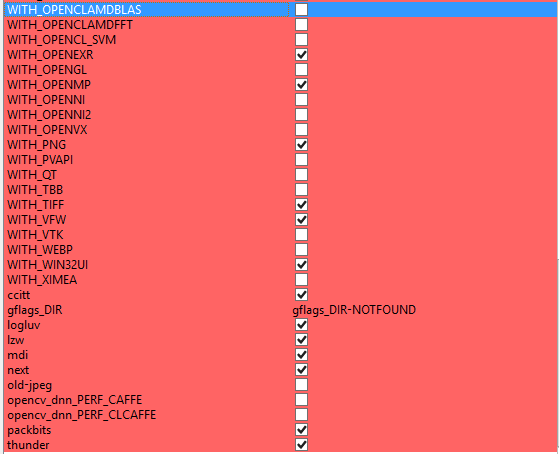 WITH_OPENCLAMDBLAS
WITH_OPENCLAMDFFT
WITH_OPENCL_SVM
WITH_OPENEXR
WITH_OPENGL
WITH_OPENMP
WITH_OPENNI
WITH_OPENNI2
WITH_OPENVX
WITH_PNG
WITH_PVAPI
WITH_QT
WITH_TBB
WITH_TIFF
WITH_VFW
WITH_VTK
WITH_WEBP
WITH_WIN32UI
WITH_XIMEA
ccitt
gflags_DIR gflags_DIR-NOTFOUND
logluv
lzw
mdi
next
old-jpeg
opencv_dnn_PERF_CAFFE
opencv_dnn_PERF_CLCAFFE
packbits
thunder